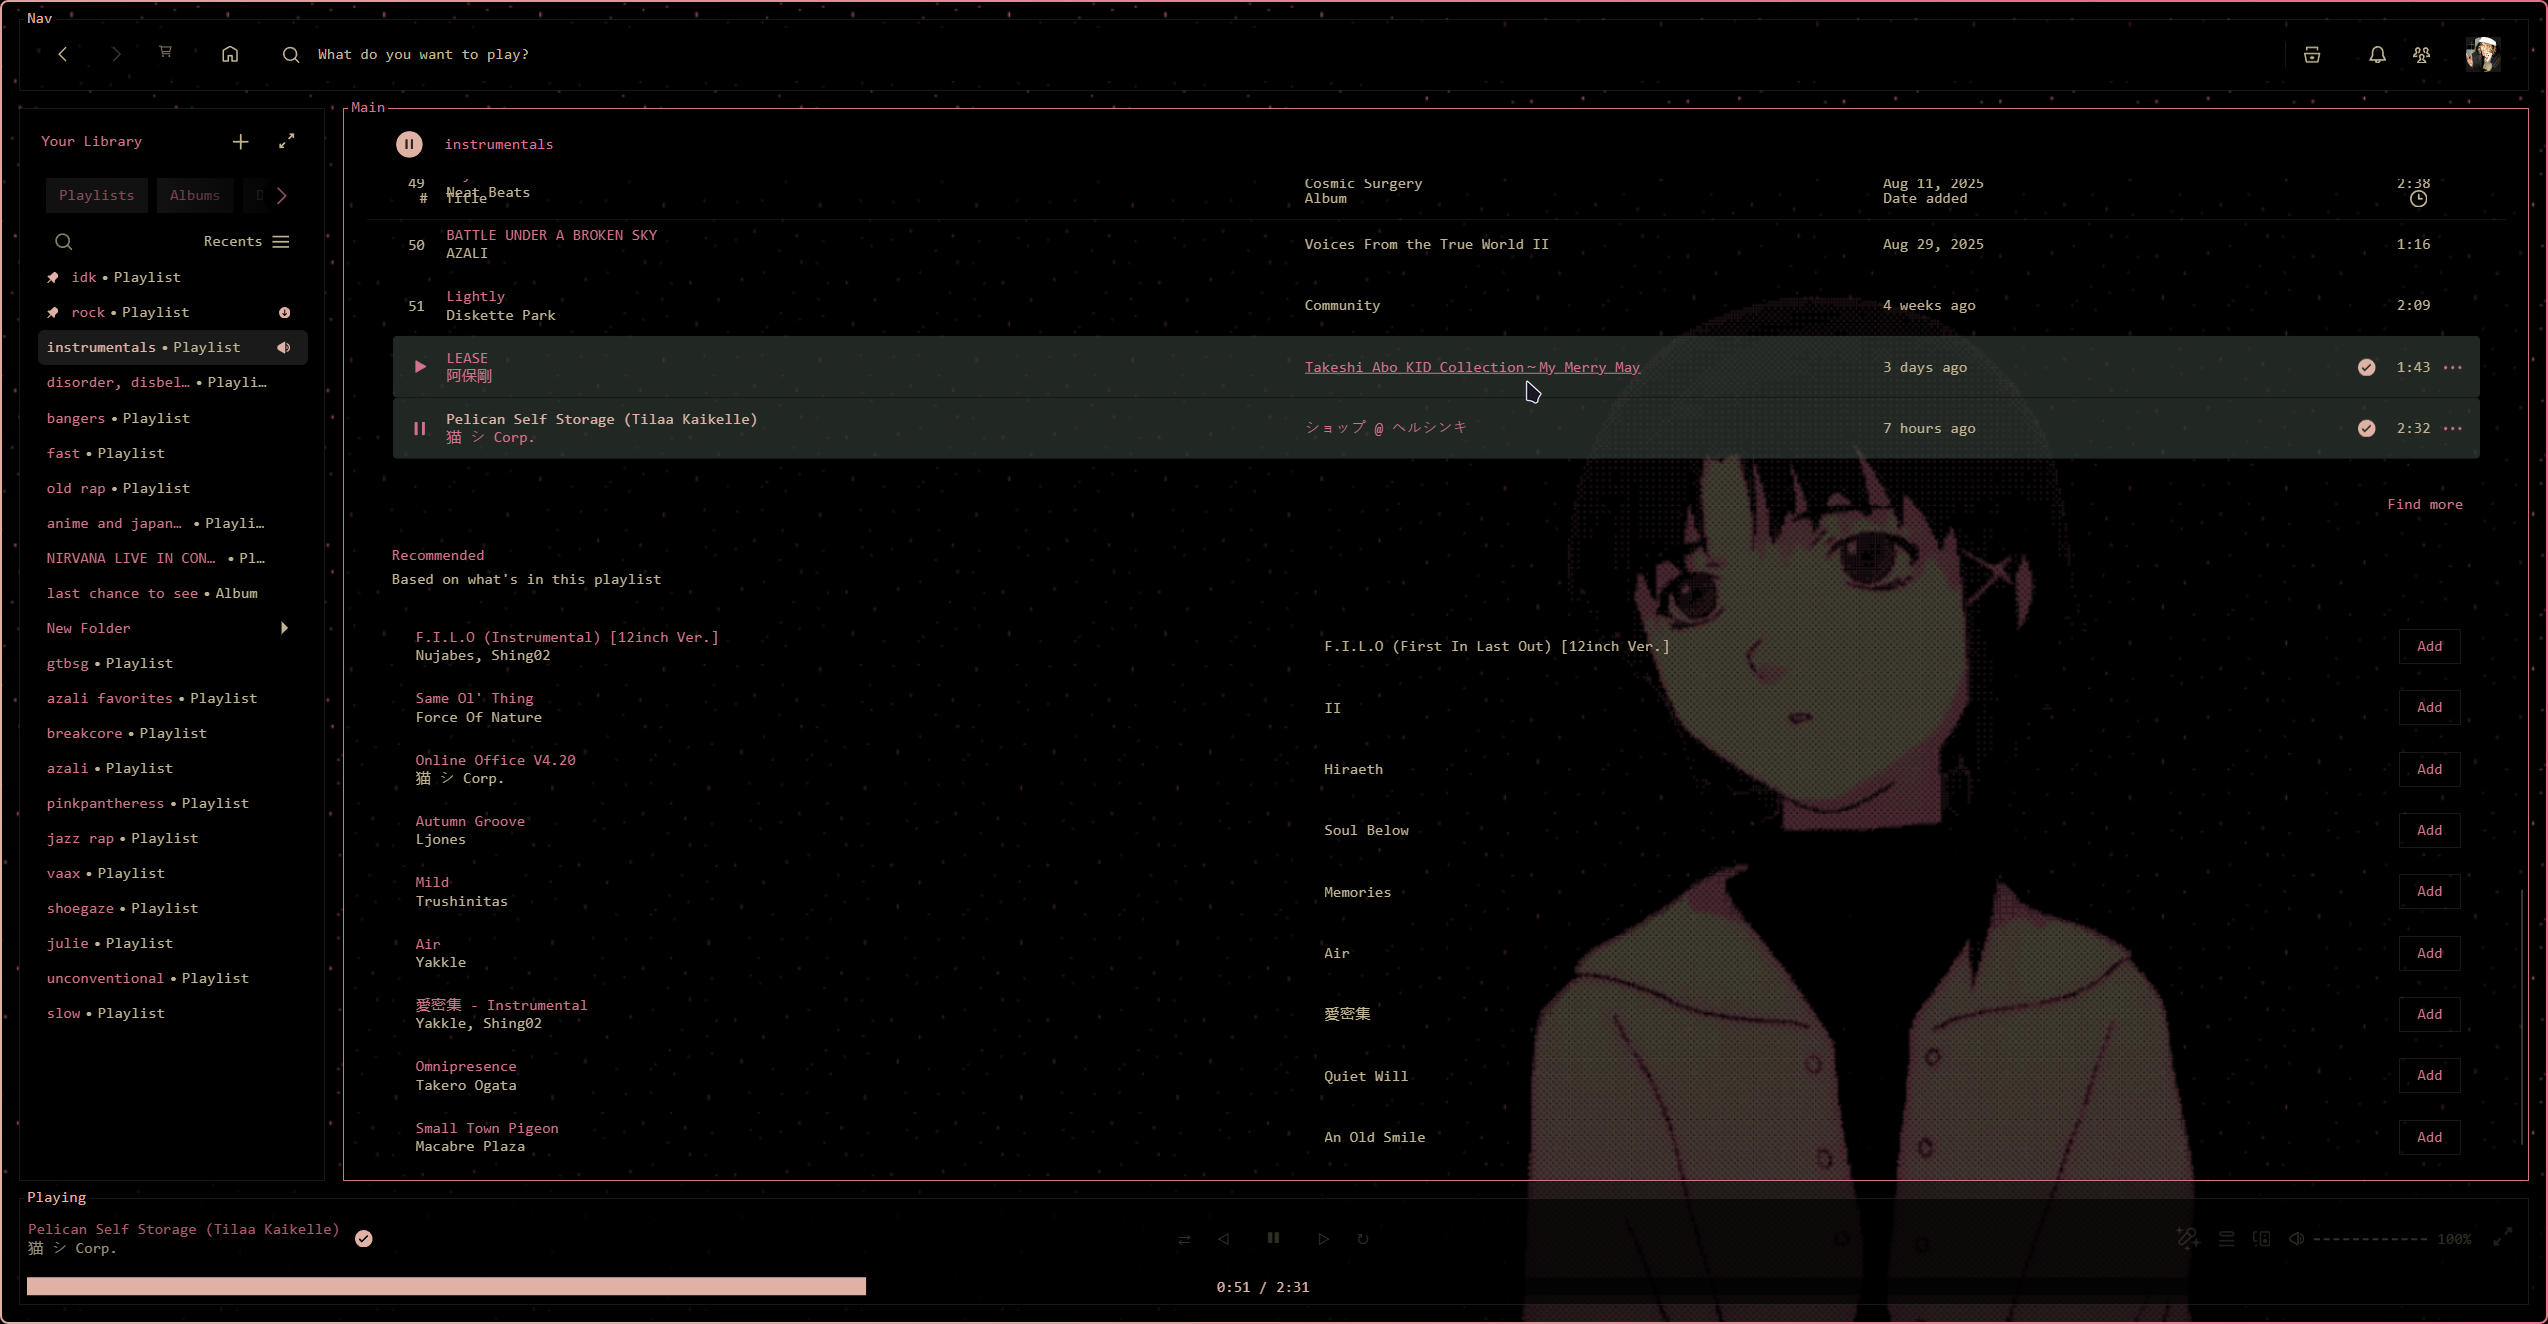 Nav
What do you want to play?
Your Library
Playlists Albums D
Recents
idk • Playlist
rock • Playlist
instrumentals • Playlist
disorder, disbel… • Playli…
bangers • Playlist
fast • Playlist
old rap • Playlist
anime and japan… • Playli…
NIRVANA LIVE IN CON… • Pl…
last chance to see • Album
New Folder
gtbsg • Playlist
azali favorites • Playlist
breakcore • Playlist
azali • Playlist
pinkpantheress • Playlist
jazz rap • Playlist
vaax • Playlist
shoegaze • Playlist
julie • Playlist
unconventional • Playlist
slow • Playlist
Main
instrumentals
49 Neat Beats Cosmic Surgery Aug 11, 2025 2:38
# Title Album Date added
50 BATTLE UNDER A BROKEN SKY Voices From the True World II Aug 29, 2025 1:16
AZALI
51 Lightly Community 4 weeks ago 2:09
Diskette Park
LEASE Takeshi Abo KID Collection～My Merry May 3 days ago 1:43
阿保剛
Pelican Self Storage (Tilaa Kaikelle) ショップ @ ヘルシンキ 7 hours ago 2:32
猫 シ Corp.
Find more
Recommended
Based on what's in this playlist
F.I.L.O (Instrumental) [12inch Ver.] F.I.L.O (First In Last Out) [12inch Ver.] Add
Nujabes, Shing02
Same Ol' Thing II Add
Force Of Nature
Online Office V4.20 Hiraeth Add
猫 シ Corp.
Autumn Groove Soul Below Add
Ljones
Mild Memories Add
Trushinitas
Air Air Add
Yakkle
愛密集 - Instrumental 愛密集 Add
Yakkle, Shing02
Omnipresence Quiet Will Add
Takero Ogata
Small Town Pigeon An Old Smile Add
Macabre Plaza
Playing
Pelican Self Storage (Tilaa Kaikelle)
猫 シ Corp.
100%
0:51 / 2:31